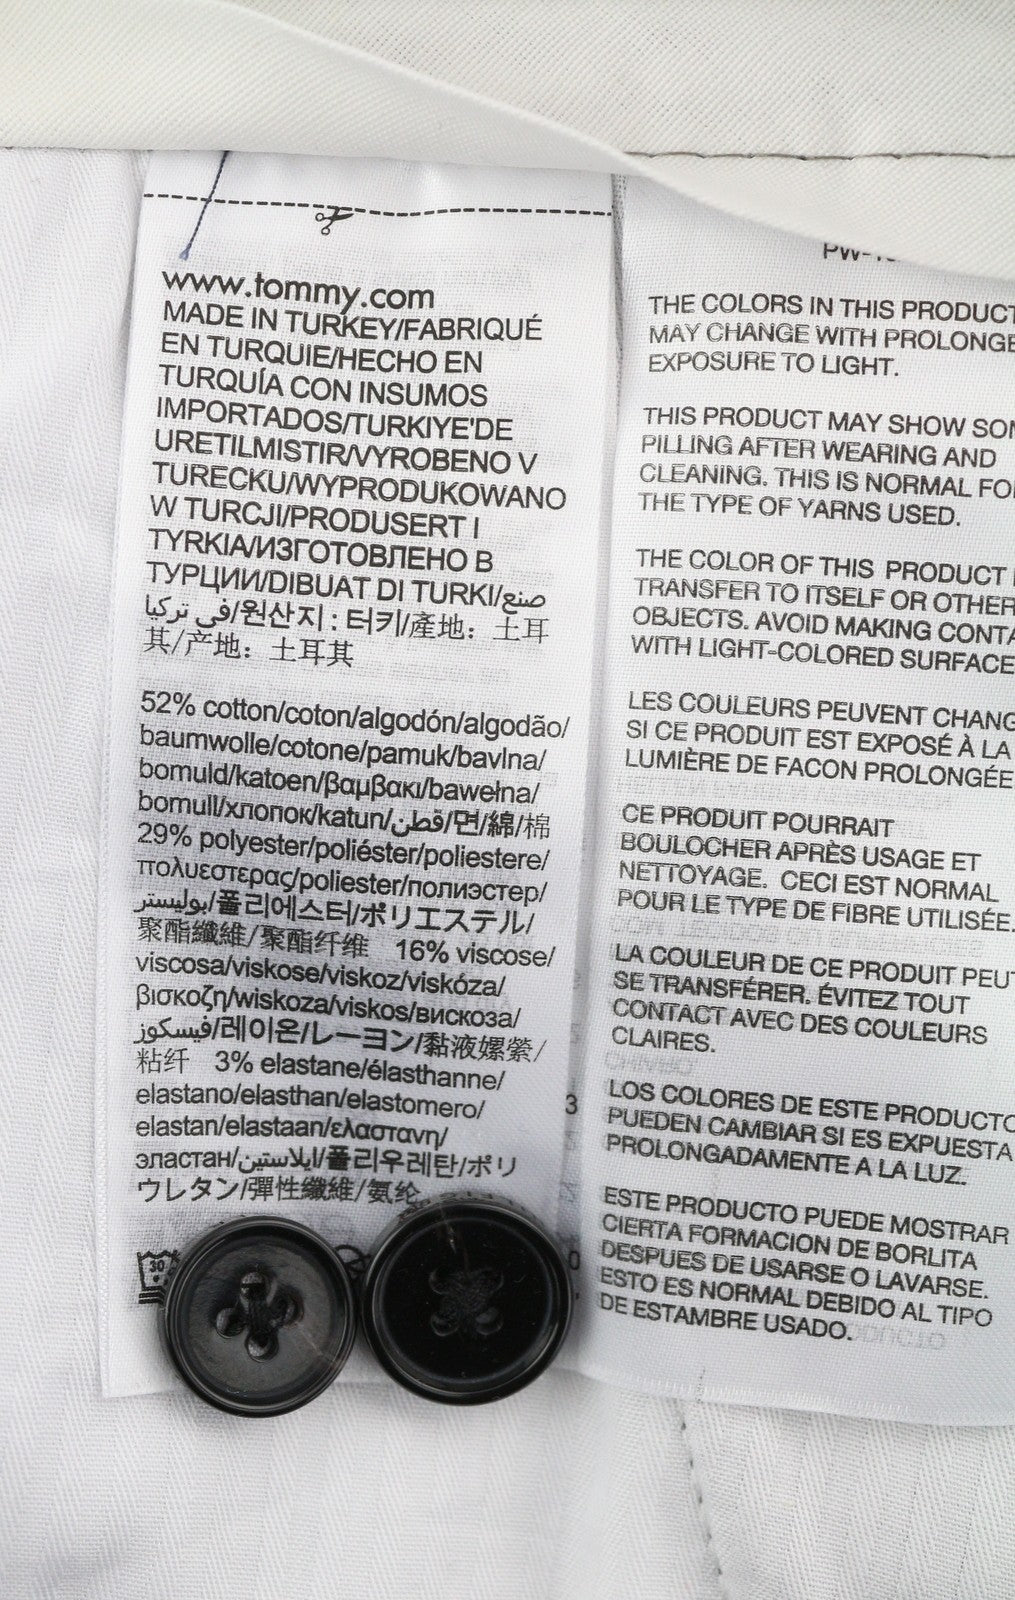 www.tommy.com
MADE IN TURKEY/FABRIQUÉ
EN TURQUIE/HECHO EN
TURQUÍA CON INSUMOS
IMPORTADOS/TURKIYE'DE
URETILMISTIR/VYROBENO V
TURECKU/WYPRODUKOWANO
W TURCJI/PRODUSERT I
TYRKIA/ИЗГОТОВЛЕНО В
ТУРЦИИ/DIBUAT DI TURKI/صنع
في تركيا/원산지 : 터키/產地：土耳
其/产地：土耳其
52% cotton/coton/algodón/algodão/
baumwolle/cotone/pamuk/bavlna/
bomuld/katoen/βαμβακι/bawełna/
bomull/хлопок/katun/قطن/면/綿/棉
29% polyester/poliéster/poliestere/
πολυεστερας/poliester/полиэстер/
بوليستر/폴리에스터/ポリエステル/
聚酯纖維/聚酯纤维 16% viscose/
viscosa/viskose/viskoz/viskóza/
βισκοζη/wiskoza/viskos/вискоза/
فيسكوز/레이온/レーヨン/黏液嫘縈/
粘纤 3% elastane/élasthanne/
elastano/elasthan/elastomero/
elastan/elastaan/ελαστανη/
эластан/ايلاستين/폴리우레탄/ポリ
ウレタン/彈性纖維/氨纶
30
THE COLORS IN THIS PRODUCT
MAY CHANGE WITH PROLONGE
EXPOSURE TO LIGHT.
THIS PRODUCT MAY SHOW SOM
PILLING AFTER WEARING AND
CLEANING. THIS IS NORMAL FO
THE TYPE OF YARNS USED.
THE COLOR OF THIS PRODUCT
TRANSFER TO ITSELF OR OTHER
OBJECTS. AVOID MAKING CONTA
WITH LIGHT-COLORED SURFACE
LES COULEURS PEUVENT CHANG
SI CE PRODUIT EST EXPOSÉ À LA
LUMIÈRE DE FACON PROLONGÉE
CE PRODUIT POURRAIT
BOULOCHER APRÈS USAGE ET
NETTOYAGE. CECI EST NORMAL
POUR LE TYPE DE FIBRE UTILISÉE.
LA COULEUR DE CE PRODUIT PEUT
SE TRANSFÉRER. ÉVITEZ TOUT
CONTACT AVEC DES COULEURS
CLAIRES.
LOS COLORES DE ESTE PRODUCTO
PUEDEN CAMBIAR SI ES EXPUESTA
PROLONGADAMENTE A LA LUZ.
ESTE PRODUCTO PUEDE MOSTRAR
CIERTA FORMACION DE BORLITA
DESPUES DE USARSE O LAVARSE.
ESTO ES NORMAL DEBIDO AL TIPO
DE ESTAMBRE USADO.